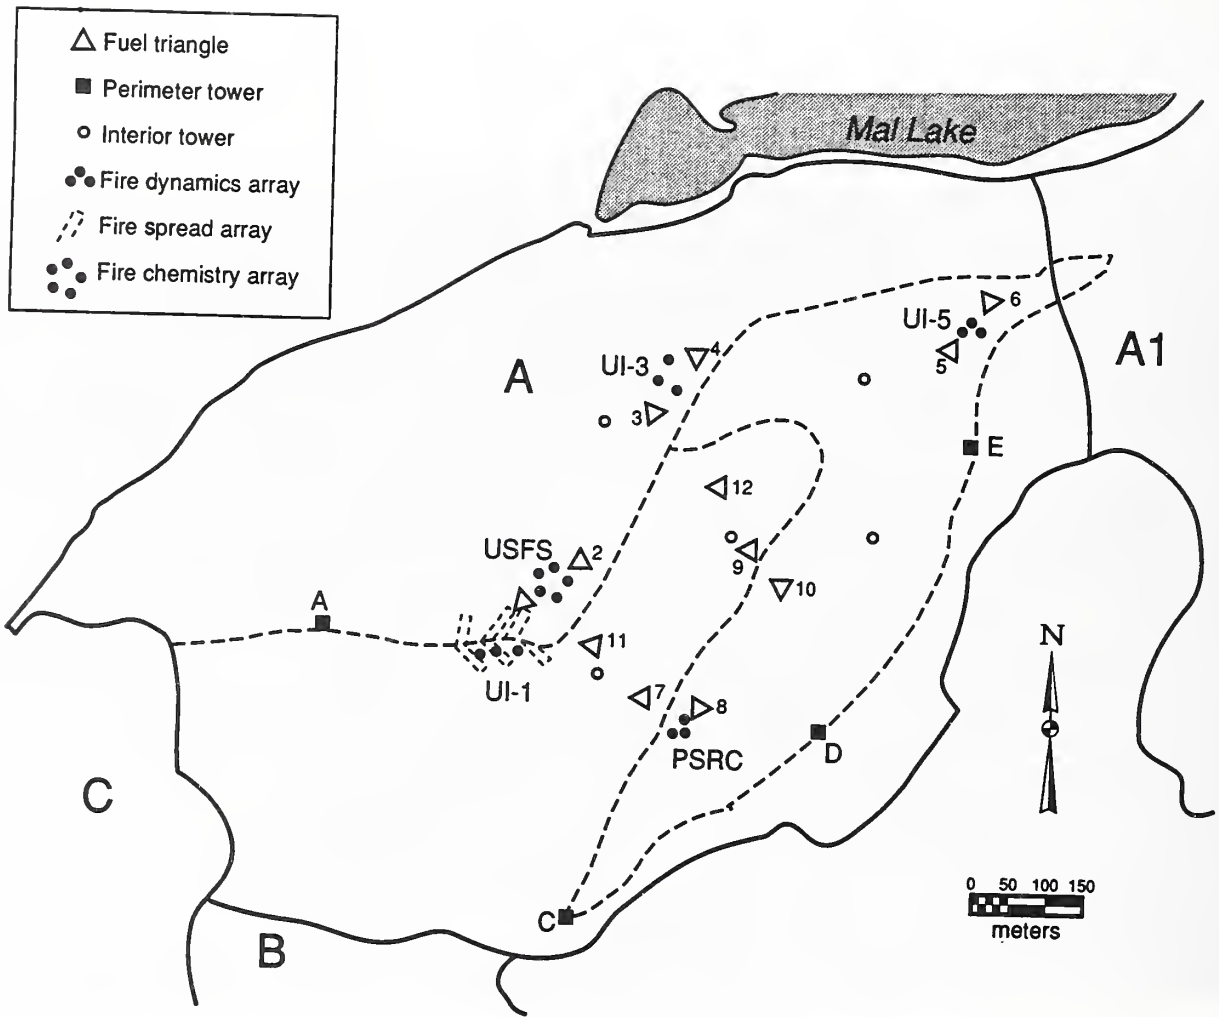 Fuel triangle
Perimeter tower
Interior tower
Fire dynamics array
Fire spread array
Fire chemistry array
Mal Lake
A
A1
UI-5
6
5
UI-3
4
3
E
12
9
10
USFS
2
A
11
UI-1
7
8
PSRC
D
N
C
B
C
0 50 100 150
meters